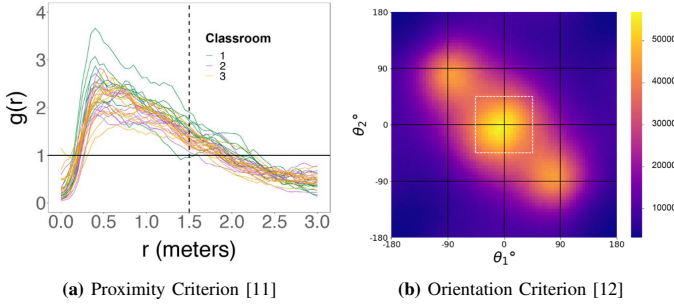 4
3
2
1
0
g(r)
Classroom
1
2
3
0.0 0.5 1.0 1.5 2.0 2.5 3.0
r (meters)
(a) Proximity Criterion [11]
180
90
0
-90
-180
θ₂°
-180 -90 0 90 180
θ₁°
50000
40000
30000
20000
10000
(b) Orientation Criterion [12]